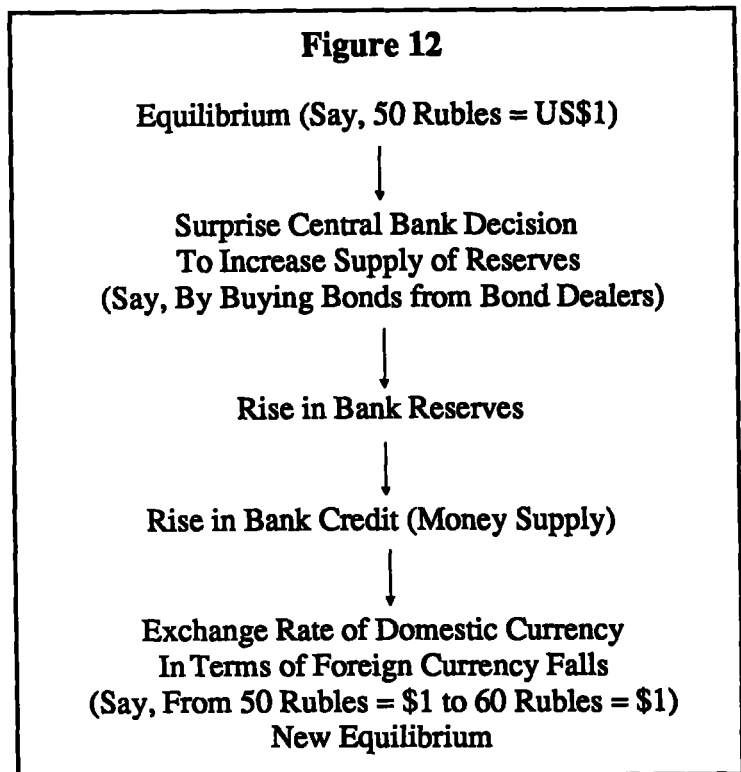 Figure 12
Equilibrium (Say, 50 Rubles = US$1)
Surprise Central Bank Decision
To Increase Supply of Reserves
(Say, By Buying Bonds from Bond Dealers)
Rise in Bank Reserves
Rise in Bank Credit (Money Supply)
Exchange Rate of Domestic Currency
In Terms of Foreign Currency Falls
(Say, From 50 Rubles = $1 to 60 Rubles = $1)
New Equilibrium